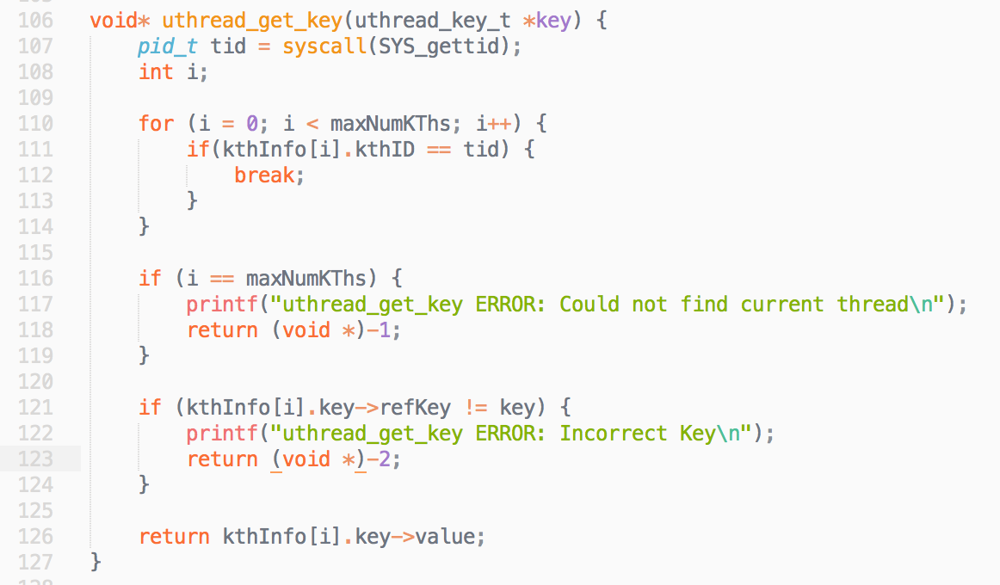 106 void* uthread_get_key(uthread_key_t *key) {
107     pid_t tid = syscall(SYS_gettid);
108     int i;
109
110     for (i = 0; i < maxNumKThs; i++) {
111         if(kthInfo[i].kthID == tid) {
112             break;
113         }
114     }
115
116     if (i == maxNumKThs) {
117         printf("uthread_get_key ERROR: Could not find current thread\n");
118         return (void *)-1;
119     }
120
121     if (kthInfo[i].key->refKey != key) {
122         printf("uthread_get_key ERROR: Incorrect Key\n");
123         return (void *)-2;
124     }
125
126     return kthInfo[i].key->value;
127 }